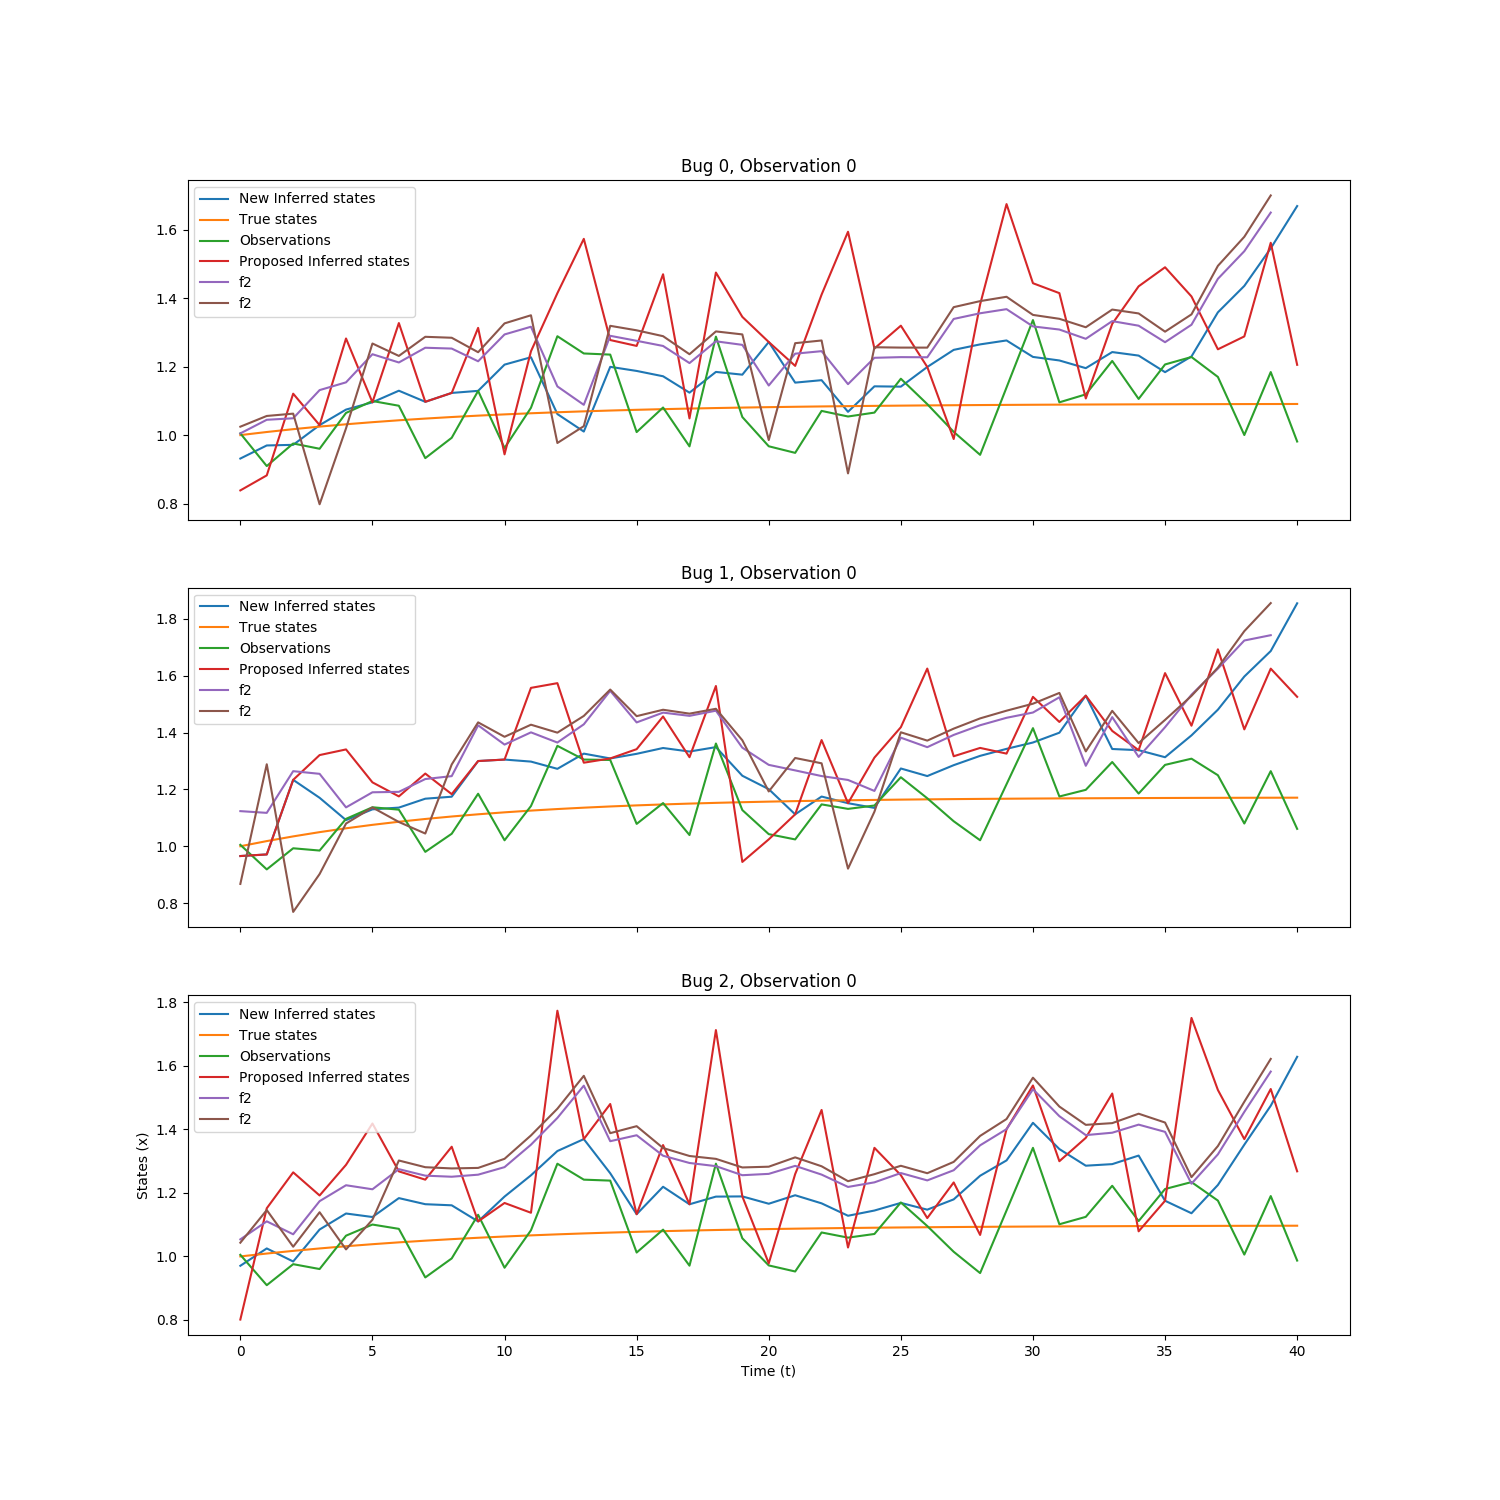 Bug 0, Observation 0
New Inferred states
True states
Observations
Proposed Inferred states
f2
f2
1.6
1.4
1.2
1.0
0.8
Bug 1, Observation 0
New Inferred states
True states
Observations
Proposed Inferred states
f2
f2
1.8
1.6
1.4
1.2
1.0
0.8
Bug 2, Observation 0
New Inferred states
True states
Observations
Proposed Inferred states
f2
f2
1.8
1.6
1.4
1.2
1.0
0.8
States (x)
0 5 10 15 20 25 30 35 40
Time (t)